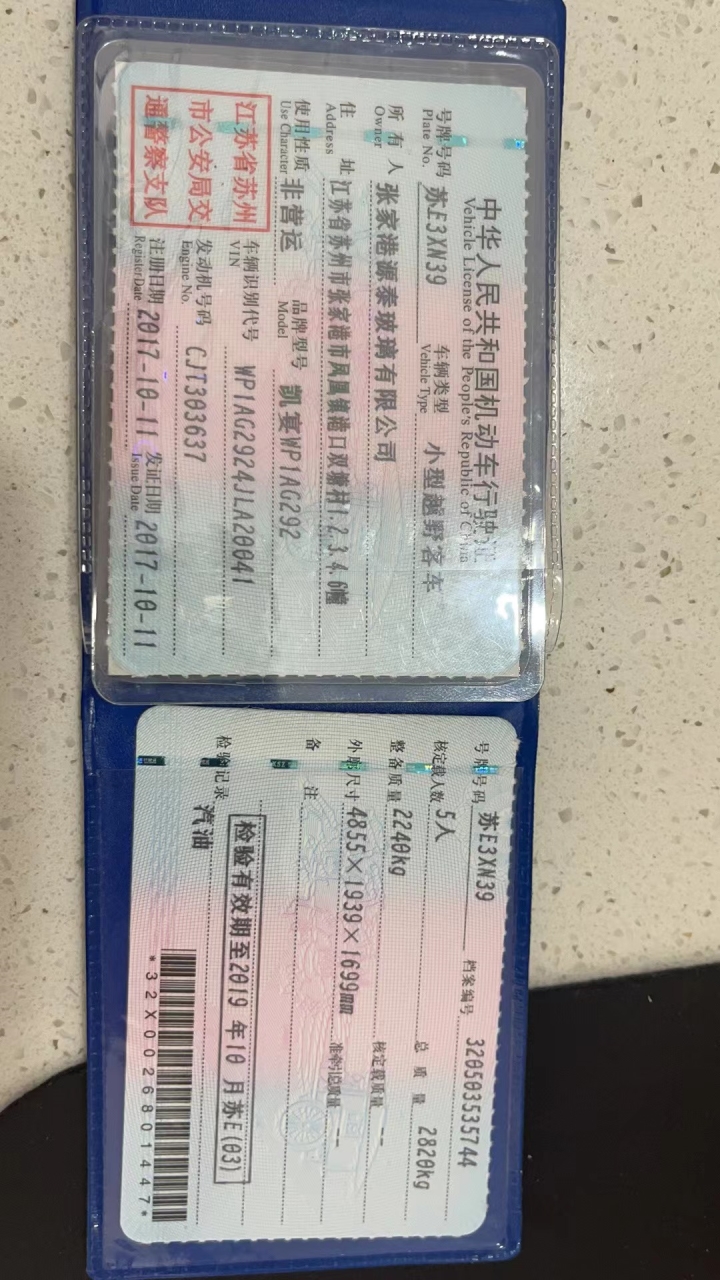 中华人民共和国机动车行驶证
Vehicle License of the People's Republic of China
号牌号码 苏E3XN39 车辆类型 小型越野客车
Plate No. Vehicle Type
所有人 张家港源泰玻璃有限公司
Owner
住址 江苏省苏州市张家港市凤凰镇港口双塘村1.2.3.4.6幢
Address
使用性质 非营运 品牌型号 凯宴WP1AG292
Use Character Model
江苏省苏州
市公安局交
通警察支队
车辆识别代号 WP1AG2924JLA20041
VIN
发动机号码 CJT303637
Engine No.
注册日期 2017-10-11 发证日期 2017-10-11
Register Date Issue Date
号牌号码 苏E3XN39 档案编号 320503535744
核定载人数 5人 总质量 2820kg
整备质量 2240kg 核定载质量 --
外廓尺寸 4855×1939×1699mm 准牵引总质量 --
备注
检验有效期至2019年10月苏E(03)
检验记录
汽油
*32X0026801447*